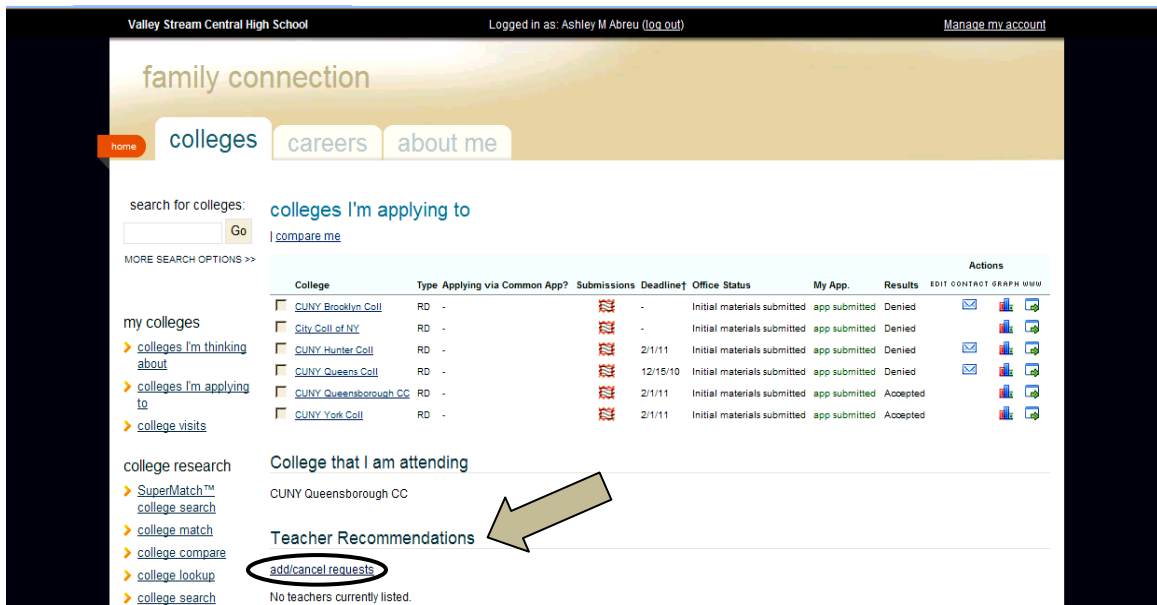 Valley Stream Central High School Logged in as: Ashley M Abreu (log out) Manage my account
family connection
home colleges careers about me
search for colleges:
Go
MORE SEARCH OPTIONS >>
my colleges
colleges I'm thinking
about
colleges I'm applying
to
college visits
college research
SuperMatch™
college search
college match
college compare
college lookup
college search
colleges I'm applying to
| compare me
Actions
College Type Applying via Common App? Submissions Deadline† Office Status My App. Results EDIT CONTACT GRAPH WWW
CUNY Brooklyn Coll RD - - Initial materials submitted app submitted Denied
City Coll of NY RD - - Initial materials submitted app submitted Denied
CUNY Hunter Coll RD - 2/1/11 Initial materials submitted app submitted Denied
CUNY Queens Coll RD - 12/15/10 Initial materials submitted app submitted Denied
CUNY Queensborough CC RD - 2/1/11 Initial materials submitted app submitted Accepted
CUNY York Coll RD - 2/1/11 Initial materials submitted app submitted Accepted
College that I am attending
CUNY Queensborough CC
Teacher Recommendations
add/cancel requests
No teachers currently listed.